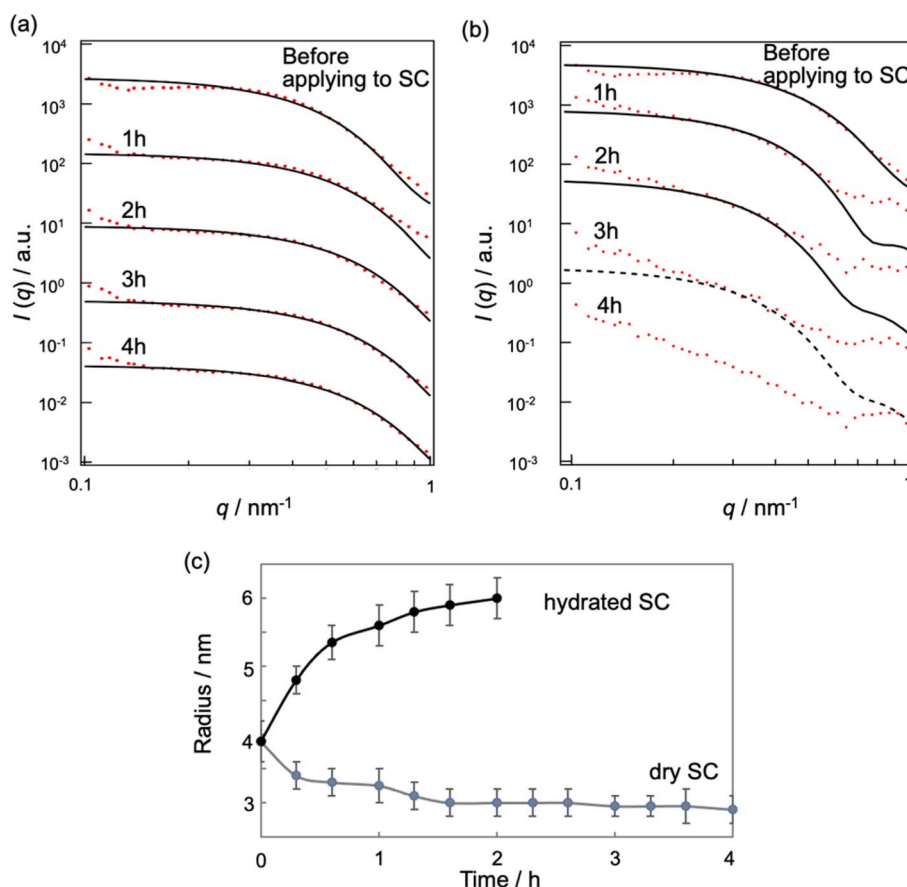 (a)
Before
applying to SC
1h
2h
3h
4h
10⁴
10³
10²
10¹
10⁰
10⁻¹
10⁻²
10⁻³
I (q) / a.u.
0.1
1
q / nm⁻¹
(b)
Before
applying to SC
1h
2h
3h
4h
10⁴
10³
10²
10¹
10⁰
10⁻¹
10⁻²
10⁻³
I (q) / a.u.
0.1
1
q / nm⁻¹
(c)
6
5
4
3
Radius / nm
hydrated SC
dry SC
0
1
2
3
4
Time / h